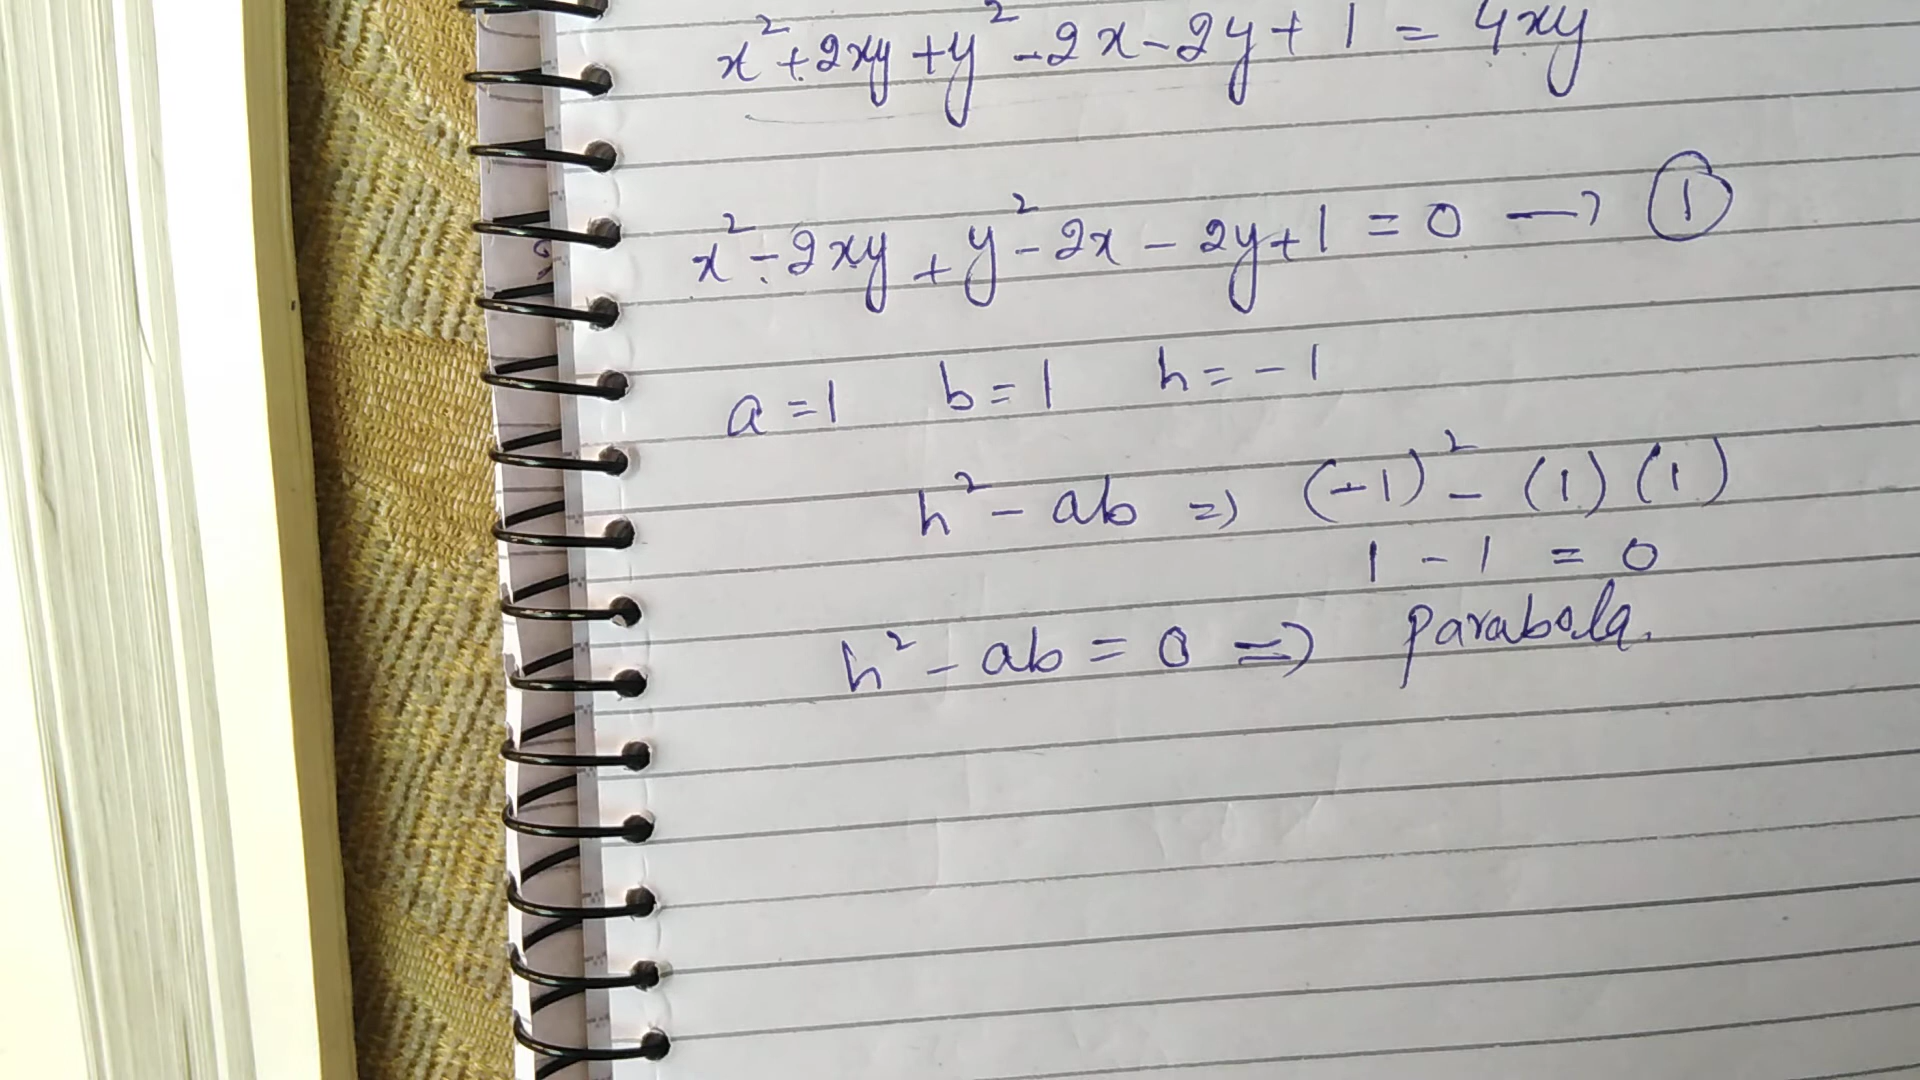 x² + 2xy + y² - 2x - 2y + 1 = 4xy
x² - 2xy + y² - 2x - 2y + 1 = 0 → ①
a = 1 b = 1 h = -1
h² - ab ⇒ (-1)² - (1) (1)
1 - 1 = 0
h² - ab = 0 ⇒ parabola.